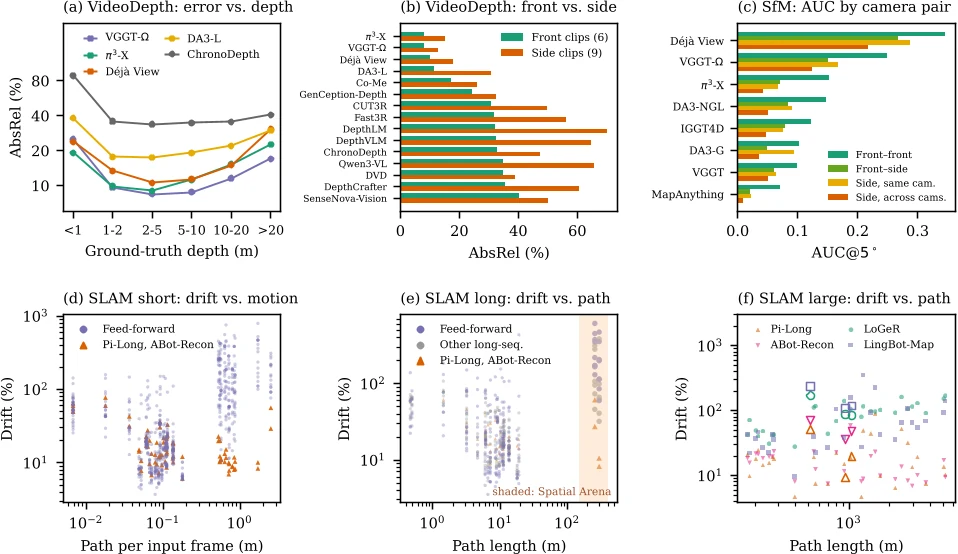 (a) VideoDepth: error vs. depth
VGGT-Ω
π³-X
Déjà View
DA3-L
ChronoDepth
AbsRel (%)
80
40
20
10
<1
1-2
2-5
5-10
10-20
>20
Ground-truth depth (m)
(b) VideoDepth: front vs. side
Front clips (6)
Side clips (9)
π³-X
VGGT-Ω
Déjà View
DA3-L
Co-Me
GenCeption-Depth
CUT3R
Fast3R
DepthLM
DepthVLM
ChronoDepth
Qwen3-VL
DVD
DepthCrafter
SenseNova-Vision
0
20
40
60
AbsRel (%)
(c) SfM: AUC by camera pair
Déjà View
VGGT-Ω
π³-X
DA3-NGL
IGGT4D
DA3-G
VGGT
MapAnything
Front–front
Front–side
Side, same cam.
Side, across cams.
0.0
0.1
0.2
0.3
AUC@5°
(d) SLAM short: drift vs. motion
Feed-forward
Pi-Long, ABot-Recon
Drift (%)
10³
10²
10¹
10⁻²
10⁻¹
10⁰
Path per input frame (m)
(e) SLAM long: drift vs. path
Feed-forward
Other long-seq.
Pi-Long, ABot-Recon
shaded: Spatial Arena
Drift (%)
10²
10¹
10⁰
10¹
10²
Path length (m)
(f) SLAM large: drift vs. path
Pi-Long
ABot-Recon
LoGeR
LingBot-Map
Drift (%)
10³
10²
10¹
10³
Path length (m)